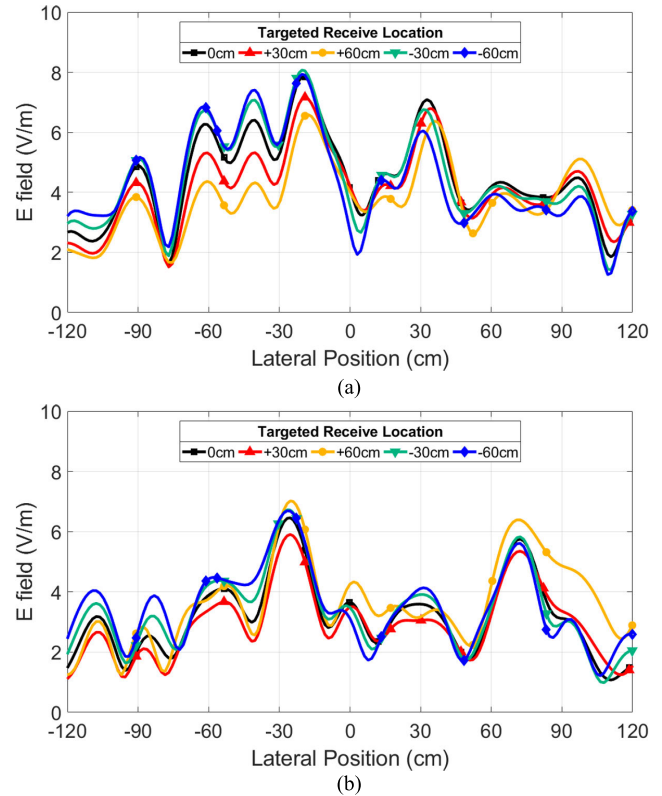 10
8
6
4
2
0
E field (V/m)
Targeted Receive Location
0cm +30cm +60cm -30cm -60cm
-120 -90 -60 -30 0 30 60 90 120
Lateral Position (cm)
(a)
10
8
6
4
2
0
E field (V/m)
Targeted Receive Location
0cm +30cm +60cm -30cm -60cm
-120 -90 -60 -30 0 30 60 90 120
Lateral Position (cm)
(b)